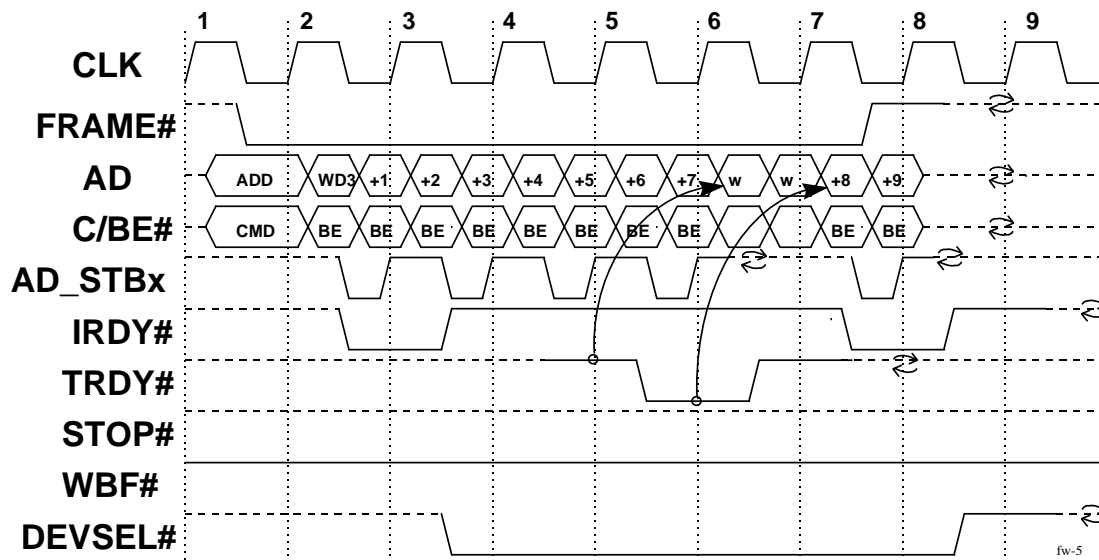 1 2 3 4 5 6 7 8 9
CLK
FRAME#
AD ADD WD3 +1 +2 +3 +4 +5 +6 +7 w w +8 +9
C/BE# CMD BE BE BE BE BE BE BE BE BE BE
AD_STBx
IRDY#
TRDY#
STOP#
WBF#
DEVSEL#
fw-5